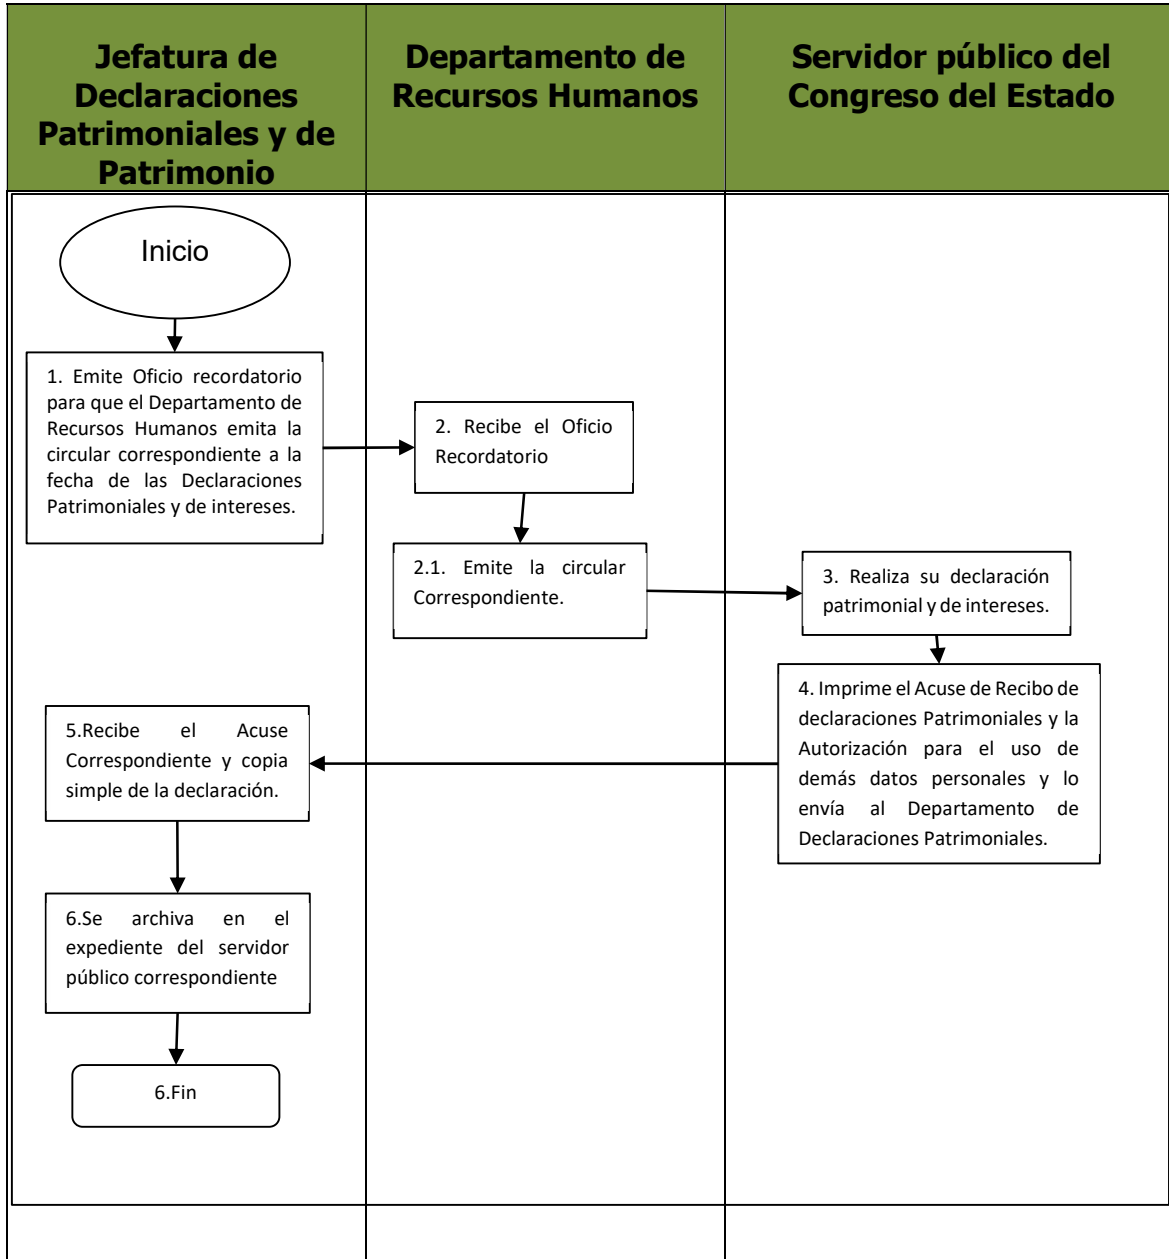 Jefatura de
Declaraciones
Patrimoniales y de
Patrimonio
Departamento de
Recursos Humanos
Servidor público del
Congreso del Estado
Inicio
1. Emite Oficio recordatorio
para que el Departamento de
Recursos Humanos emita la
circular correspondiente a la
fecha de las Declaraciones
Patrimoniales y de intereses.
2. Recibe el Oficio
Recordatorio
2.1. Emite la circular
Correspondiente.
3. Realiza su declaración
patrimonial y de intereses.
4. Imprime el Acuse de Recibo de
declaraciones Patrimoniales y la
Autorización para el uso de
demás datos personales y lo
envía al Departamento de
Declaraciones Patrimoniales.
5.Recibe el Acuse
Correspondiente y copia
simple de la declaración.
6.Se archiva en el
expediente del servidor
público correspondiente
6.Fin